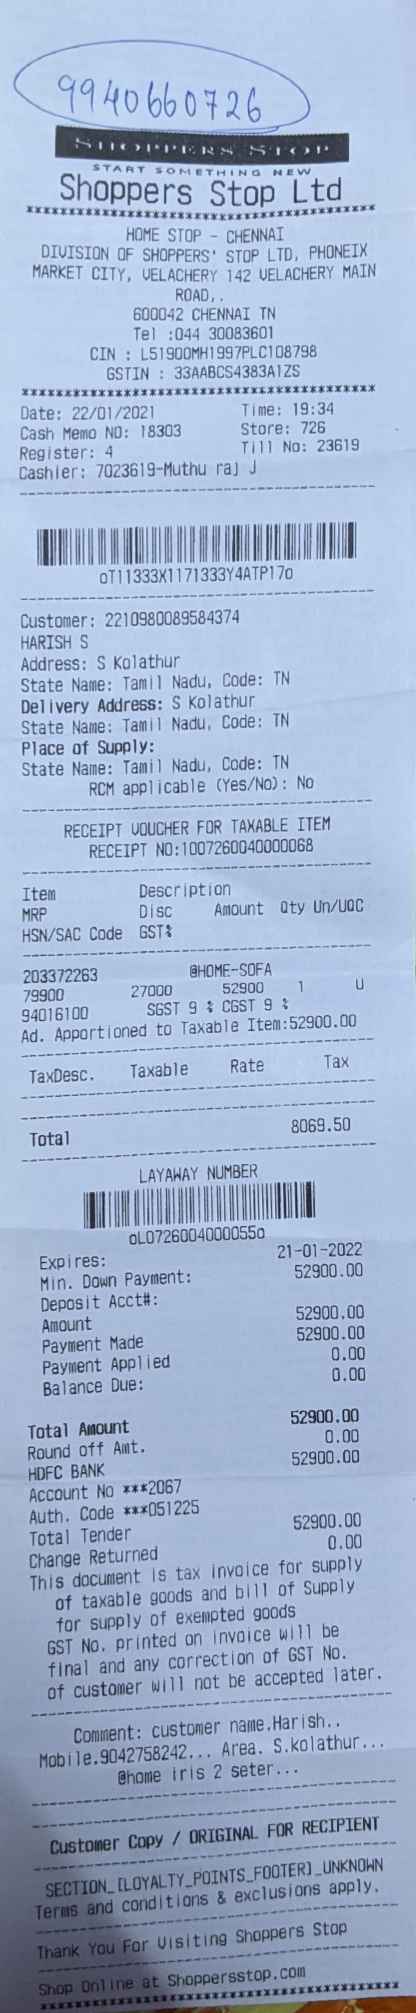 9940660726
SHOPPERS STOP
START SOMETHING NEW
Shoppers Stop Ltd
****************************************
HOME STOP - CHENNAI
DIVISION OF SHOPPERS' STOP LTD, PHONEIX
MARKET CITY, VELACHERY 142 VELACHERY MAIN
ROAD,.
600042 CHENNAI TN
Tel :044 30083601
CIN : L51900MH1997PLC108798
GSTIN : 33AABCS4383A1ZS
****************************************
Date: 22/01/2021 Time: 19:34
Cash Memo NO: 18303 Store: 726
Register: 4 Till No: 23619
Cashier: 7023619-Muthu raj J
oT11333X1171333Y4ATP17o
Customer: 2210980089584374
HARISH S
Address: S Kolathur
State Name: Tamil Nadu, Code: TN
Delivery Address: S Kolathur
State Name: Tamil Nadu, Code: TN
Place of Supply:
State Name: Tamil Nadu, Code: TN
RCM applicable (Yes/No): No
RECEIPT VOUCHER FOR TAXABLE ITEM
RECEIPT NO:1007260040000068
Item Description
MRP Disc Amount Qty Un/UQC
HSN/SAC Code GST%
203372263 @HOME-SOFA
79900 27000 52900 1 U
94016100 SGST 9 % CGST 9 %
Ad. Apportioned to Taxable Item:52900.00
TaxDesc. Taxable Rate Tax
Total 8069.50
LAYAWAY NUMBER
oL072600400005​5o
Expires: 21-01-2022
Min. Down Payment: 52900.00
Deposit Acct#:
Amount 52900.00
Payment Made 52900.00
Payment Applied 0.00
Balance Due: 0.00
Total Amount 52900.00
Round off Amt. 0.00
HDFC BANK 52900.00
Account No ***2067
Auth. Code ***051225
Total Tender 52900.00
Change Returned 0.00
This document is tax invoice for supply
of taxable goods and bill of Supply
for supply of exempted goods
GST No. printed on invoice will be
final and any correction of GST No.
of customer will not be accepted later.
Comment: customer name.Harish..
Mobile.9042758242... Area. S.kolathur...
@home iris 2 seter...
Customer Copy / ORIGINAL FOR RECIPIENT
SECTION_[LOYALTY_POINTS_FOOTER]_UNKNOWN
Terms and conditions & exclusions apply.
Thank You For Visiting Shoppers Stop
Shop Online at Shoppersstop.com
****************************************